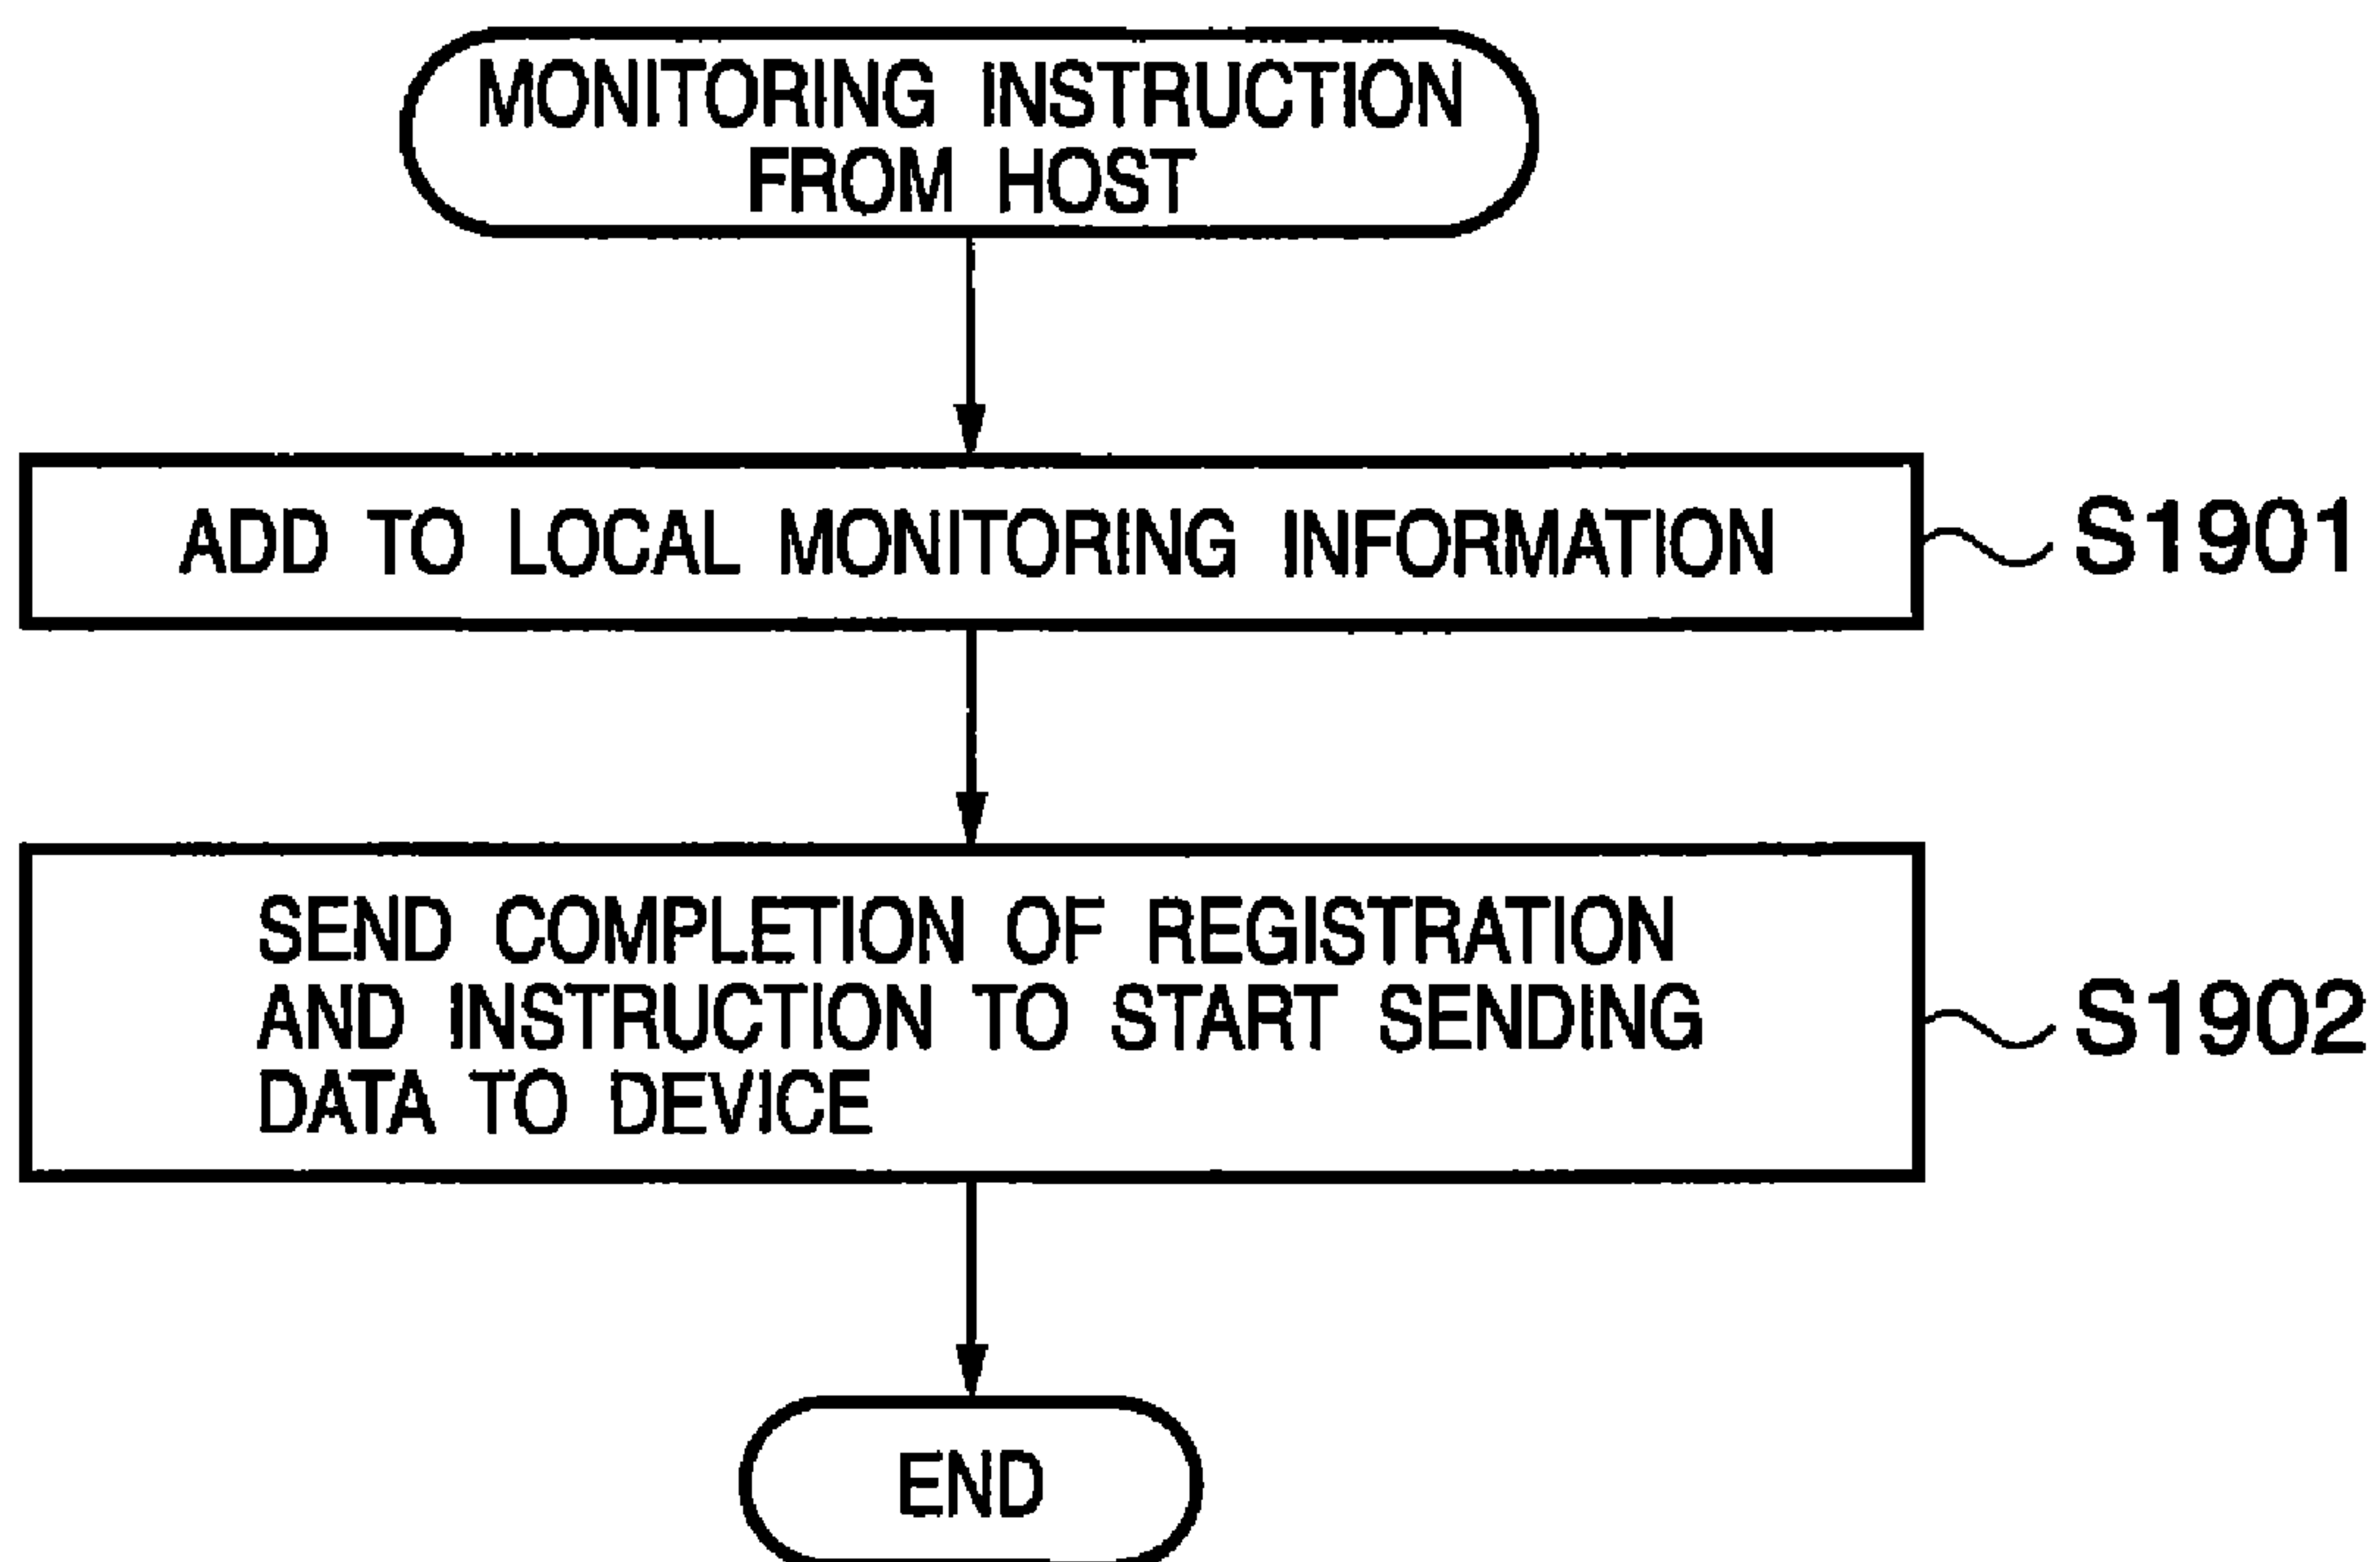 MONITORING INSTRUCTION
FROM HOST
ADD TO LOCAL MONITORING INFORMATION
S1901
SEND COMPLETION OF REGISTRATION
AND INSTRUCTION TO START SENDING
DATA TO DEVICE
S1902
END